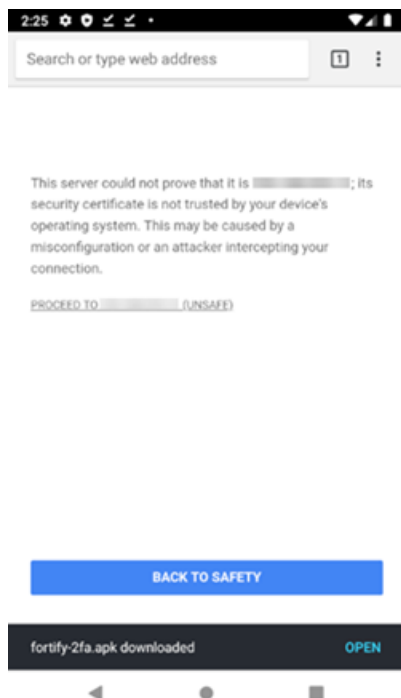 2:25
Search or type web address
1
This server could not prove that it is ; its
security certificate is not trusted by your device's
operating system. This may be caused by a
misconfiguration or an attacker intercepting your
connection.
PROCEED TO (UNSAFE)
BACK TO SAFETY
fortify-2fa.apk downloaded
OPEN